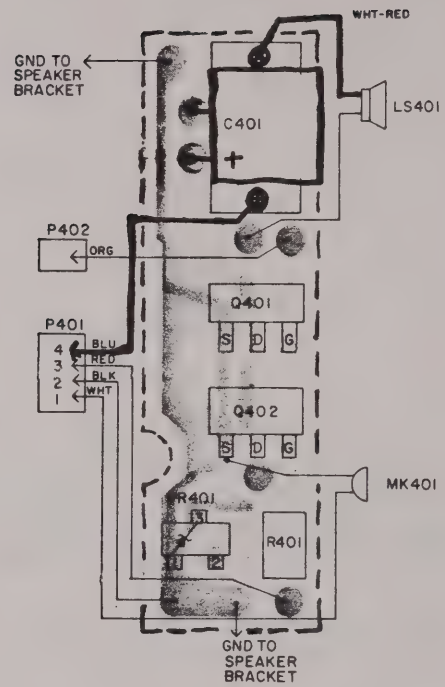 WHT-RED
GND TO
SPEAKER
BRACKET
C401
LS401
+
P402
ORG
Q401
S D G
P401
4 BLU
3 RED
2 BLK
1 WHT
Q402
S D G
MK401
R401
3
1 2
R401
GND TO
SPEAKER
BRACKET